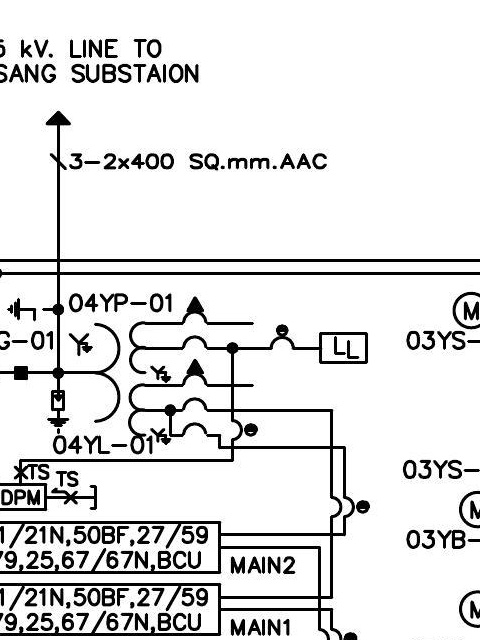 kV. LINE TO
SUBSTAION
3-2x400 SQ.mm.AAC
04YP-01
M
-01
LL
03YS-
04YL-01
TS
TS
03YS-
DPM
M
1/21N,50BF,27/59
03YB-
79,25,67/67N,BCU
MAIN2
1/21N,50BF,27/59
M
79,25,67/67N,BCU
MAIN1